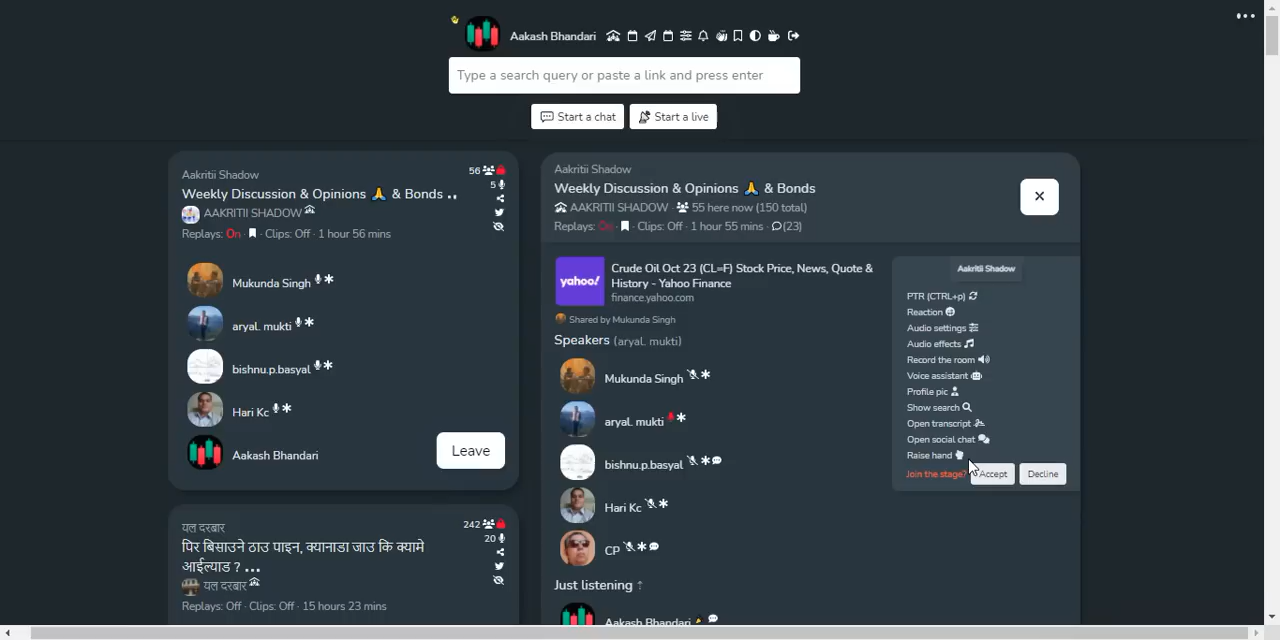 Aakash Bhandari
Type a search query or paste a link and press enter
Start a chat
Start a live
Aakritii Shadow
56
Weekly Discussion & Opinions 🙏 & Bonds ..
5
AAKRITII SHADOW
Replays: On · Clips: Off · 1 hour 56 mins
Mukunda Singh
aryal. mukti
bishnu.p.basyal
Hari Kc
Aakash Bhandari
Leave
यल दरबार
242
20
पिर बिसाउने ठाउ पाइन, क्यानाडा जाउ कि क्यामे
आईल्याड ? ...
यल दरबार
Replays: Off · Clips: Off · 15 hours 23 mins
Aakritii Shadow
Weekly Discussion & Opinions 🙏 & Bonds
AAKRITII SHADOW · 55 here now (150 total)
Replays: On · Clips: Off · 1 hour 55 mins · (23)
yahoo!
Crude Oil Oct 23 (CL=F) Stock Price, News, Quote &
History - Yahoo Finance
finance.yahoo.com
Shared by Mukunda Singh
Speakers (aryal. mukti)
Mukunda Singh
aryal. mukti
bishnu.p.basyal
Hari Kc
CP
Just listening ↑
Aakash Bhandari
Aakritii Shadow
PTR (CTRL+p)
Reaction
Audio settings
Audio effects
Record the room
Voice assistant
Profile pic
Show search
Open transcript
Open social chat
Raise hand
Join the stage? Accept Decline